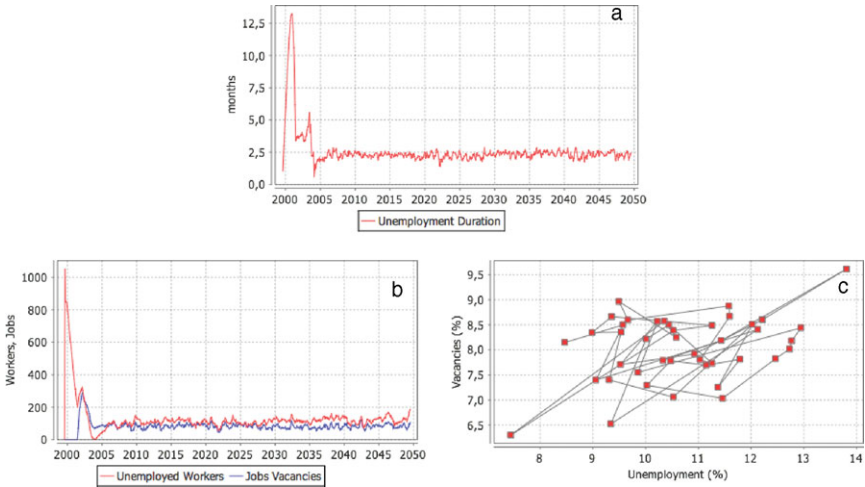 a
months
12,5
10,0
7,5
5,0
2,5
0,0
2000 2005 2010 2015 2020 2025 2030 2035 2040 2045 2050
Unemployment Duration
b
Workers, Jobs
1000
800
600
400
200
0
2000 2005 2010 2015 2020 2025 2030 2035 2040 2045 2050
Unemployed Workers Jobs Vacancies
c
Vacancies (%)
9,5
9,0
8,5
8,0
7,5
7,0
6,5
8 9 10 11 12 13 14
Unemployment (%)